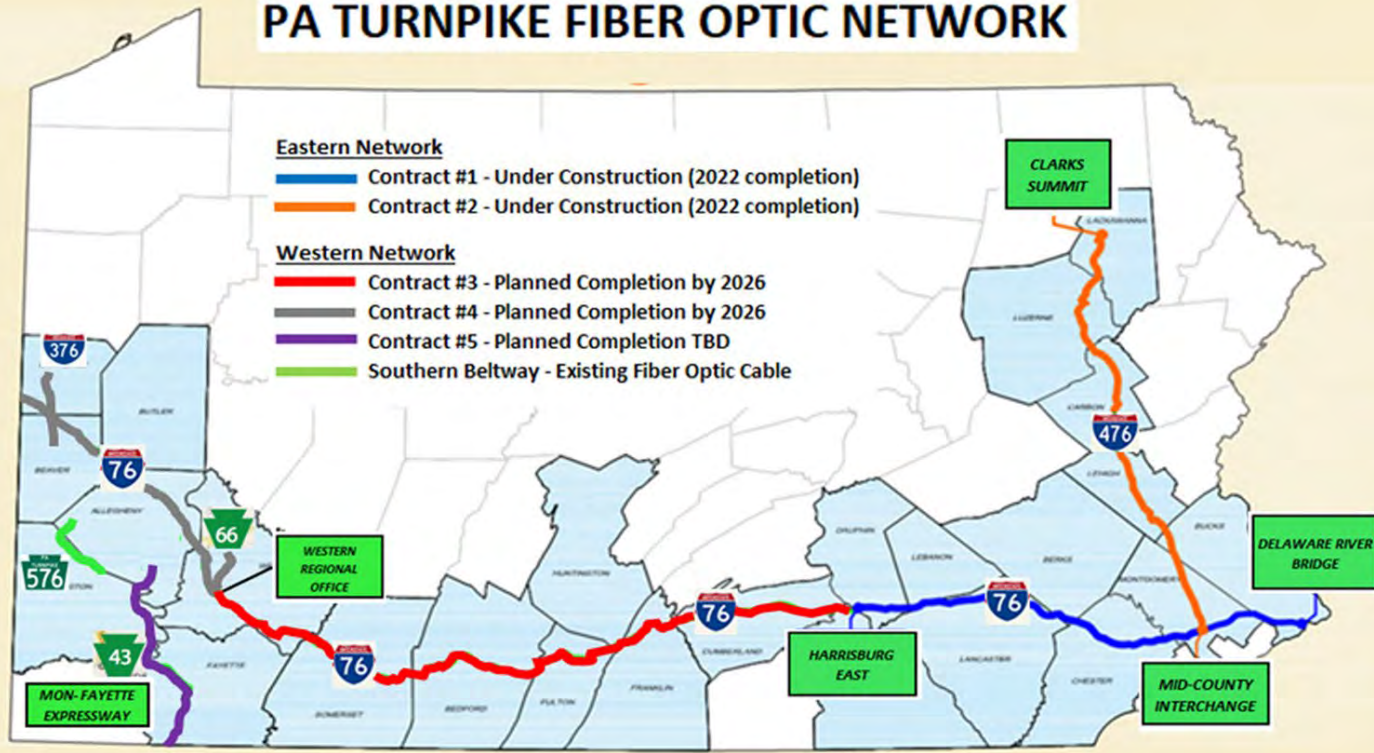 PA TURNPIKE FIBER OPTIC NETWORK
Eastern Network
Contract #1 - Under Construction (2022 completion)
Contract #2 - Under Construction (2022 completion)
Western Network
Contract #3 - Planned Completion by 2026
Contract #4 - Planned Completion by 2026
Contract #5 - Planned Completion TBD
Southern Beltway - Existing Fiber Optic Cable
CLARKS
SUMMIT
LACKAWANNA
LUZERNE
CARBON
476
LEHIGH
BUCKS
DELAWARE RIVER
BRIDGE
376
BUTLER
BEAVER
76
ALLEGHENY
66
WESTERN
REGIONAL
OFFICE
PA
TURNPIKE
576
TON
43
MON- FAYETTE
EXPRESSWAY
FAYETTE
76
SOMERSET
BEDFORD
FULTON
FRANKLIN
HUNTINGTON
76
CUMBERLAND
DAUPHIN
LEBANON
BERKS
MONTGOMERY
76
HARRISBURG
EAST
LANCASTER
CHESTER
MID-COUNTY
INTERCHANGE